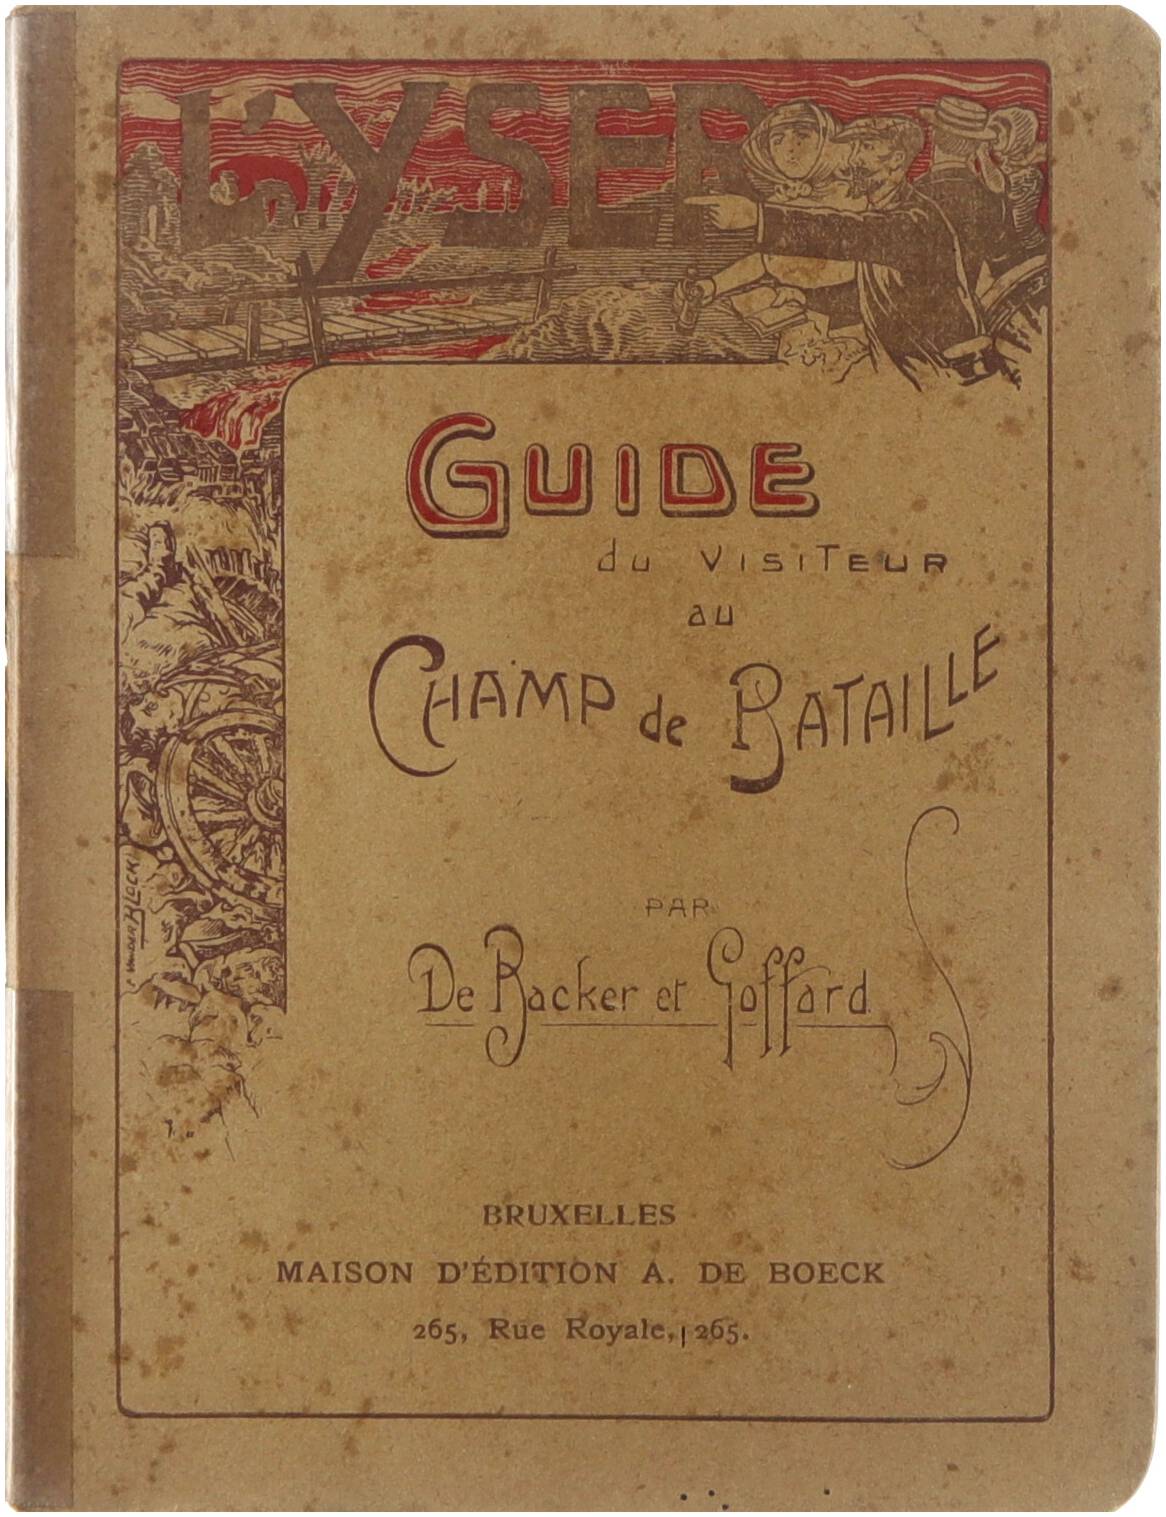 L'YSER
GUIDE
du VISITEUR
au
CHAMP de BATAILLE
PAR
De Backer et Goffard.
VANDERBLOCK
BRUXELLES
MAISON D'ÉDITION A. DE BOECK
265, Rue Royale, 265.